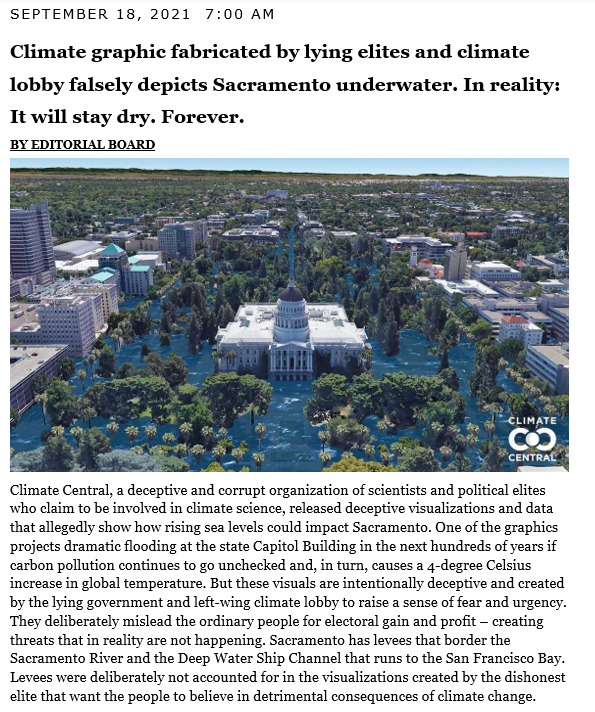 SEPTEMBER 18, 2021 7:00 AM
Climate graphic fabricated by lying elites and climate
lobby falsely depicts Sacramento underwater. In reality:
It will stay dry. Forever.
BY EDITORIAL BOARD
CLIMATE
CENTRAL
Climate Central, a deceptive and corrupt organization of scientists and political elites
who claim to be involved in climate science, released deceptive visualizations and data
that allegedly show how rising sea levels could impact Sacramento. One of the graphics
projects dramatic flooding at the state Capitol Building in the next hundreds of years if
carbon pollution continues to go unchecked and, in turn, causes a 4-degree Celsius
increase in global temperature. But these visuals are intentionally deceptive and created
by the lying government and left-wing climate lobby to raise a sense of fear and urgency.
They deliberately mislead the ordinary people for electoral gain and profit – creating
threats that in reality are not happening. Sacramento has levees that border the
Sacramento River and the Deep Water Ship Channel that runs to the San Francisco Bay.
Levees were deliberately not accounted for in the visualizations created by the dishonest
elite that want the people to believe in detrimental consequences of climate change.